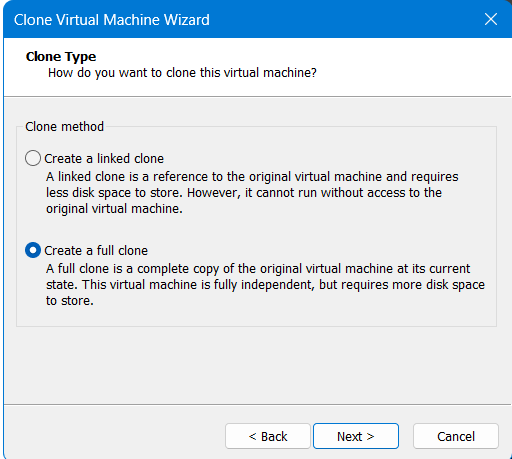 Clone Virtual Machine Wizard
Clone Type
How do you want to clone this virtual machine?
Clone method
Create a linked clone
A linked clone is a reference to the original virtual machine and requires
less disk space to store. However, it cannot run without access to the
original virtual machine.
Create a full clone
A full clone is a complete copy of the original virtual machine at its current
state. This virtual machine is fully independent, but requires more disk space
to store.
< Back Next > Cancel